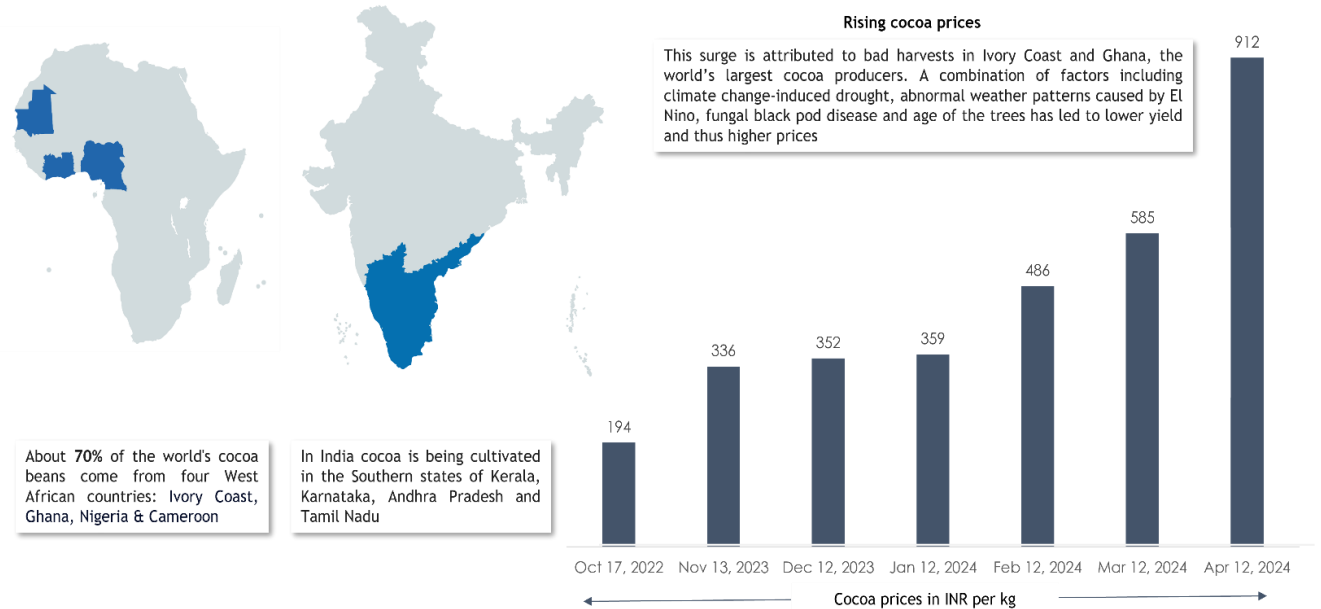 Rising cocoa prices
This surge is attributed to bad harvests in Ivory Coast and Ghana, the
world's largest cocoa producers. A combination of factors including
climate change-induced drought, abnormal weather patterns caused by El
Nino, fungal black pod disease and age of the trees has led to lower yield
and thus higher prices
About 70% of the world's cocoa
beans come from four West
African countries: Ivory Coast,
Ghana, Nigeria & Cameroon
In India cocoa is being cultivated
in the Southern states of Kerala,
Karnataka, Andhra Pradesh and
Tamil Nadu
194
336
352
359
486
585
912
Oct 17, 2022
Nov 13, 2023
Dec 12, 2023
Jan 12, 2024
Feb 12, 2024
Mar 12, 2024
Apr 12, 2024
Cocoa prices in INR per kg